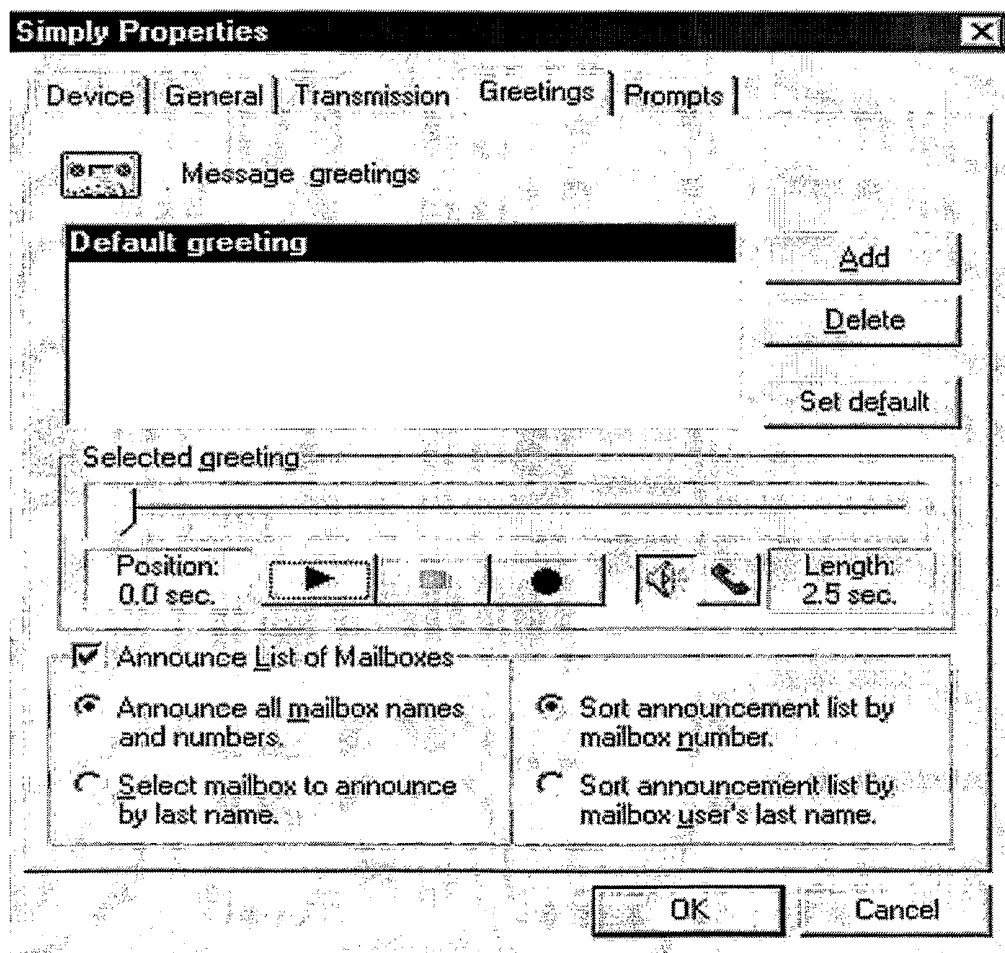 Simply Properties
Device General Transmission Greetings Prompts
Message greetings
Default greeting
Add
Delete
Set default
Selected greeting
Position:
0.0 sec.
Length:
2.5 sec.
Announce List of Mailboxes
Announce all mailbox names
and numbers.
Select mailbox to announce
by last name.
Sort announcement list by
mailbox number.
Sort announcement list by
mailbox user's last name.
OK Cancel